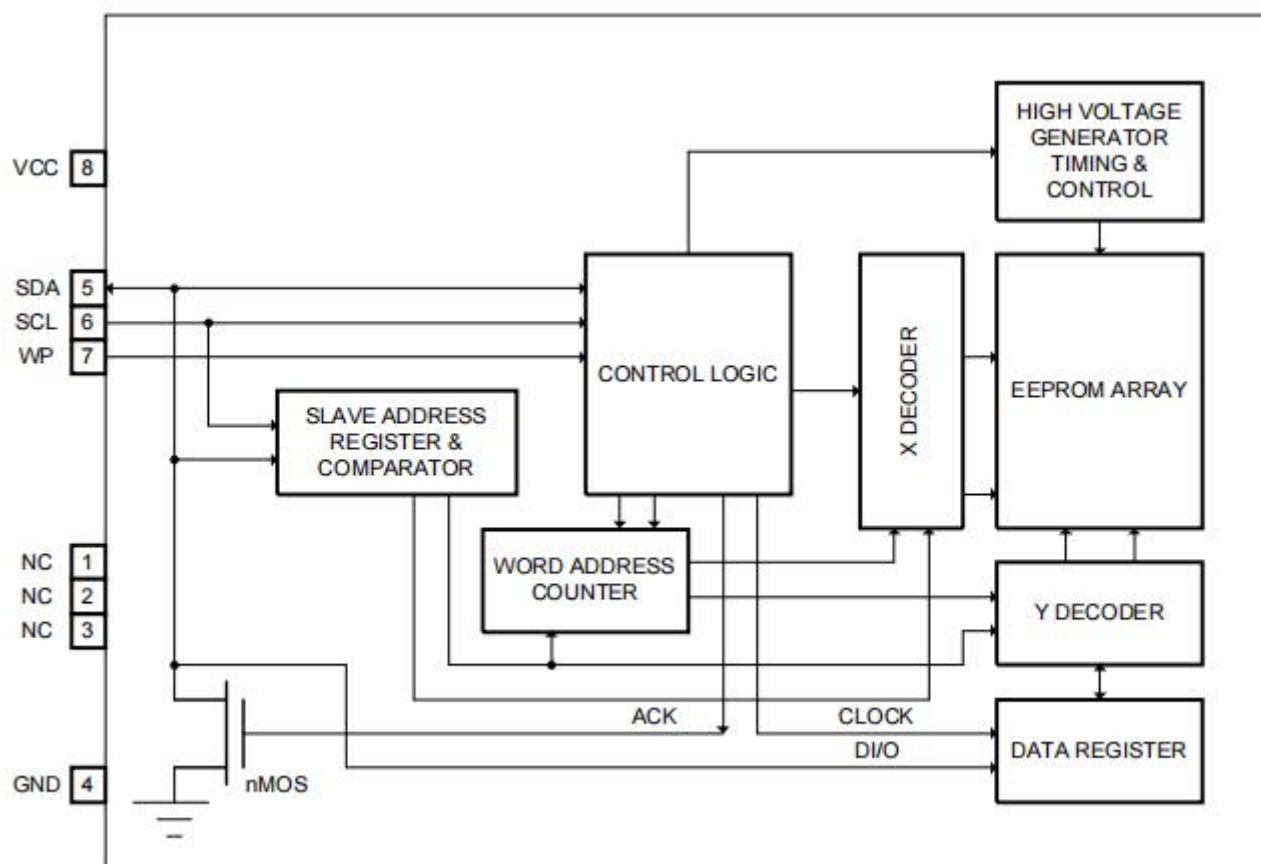 HIGH VOLTAGE
GENERATOR
TIMING &
CONTROL
VCC 8
SDA 5
SCL 6
WP 7
CONTROL LOGIC
X DECODER
EEPROM ARRAY
SLAVE ADDRESS
REGISTER &
COMPARATOR
NC 1
NC 2
NC 3
WORD ADDRESS
COUNTER
Y DECODER
ACK
CLOCK
DI/O
DATA REGISTER
GND 4
nMOS